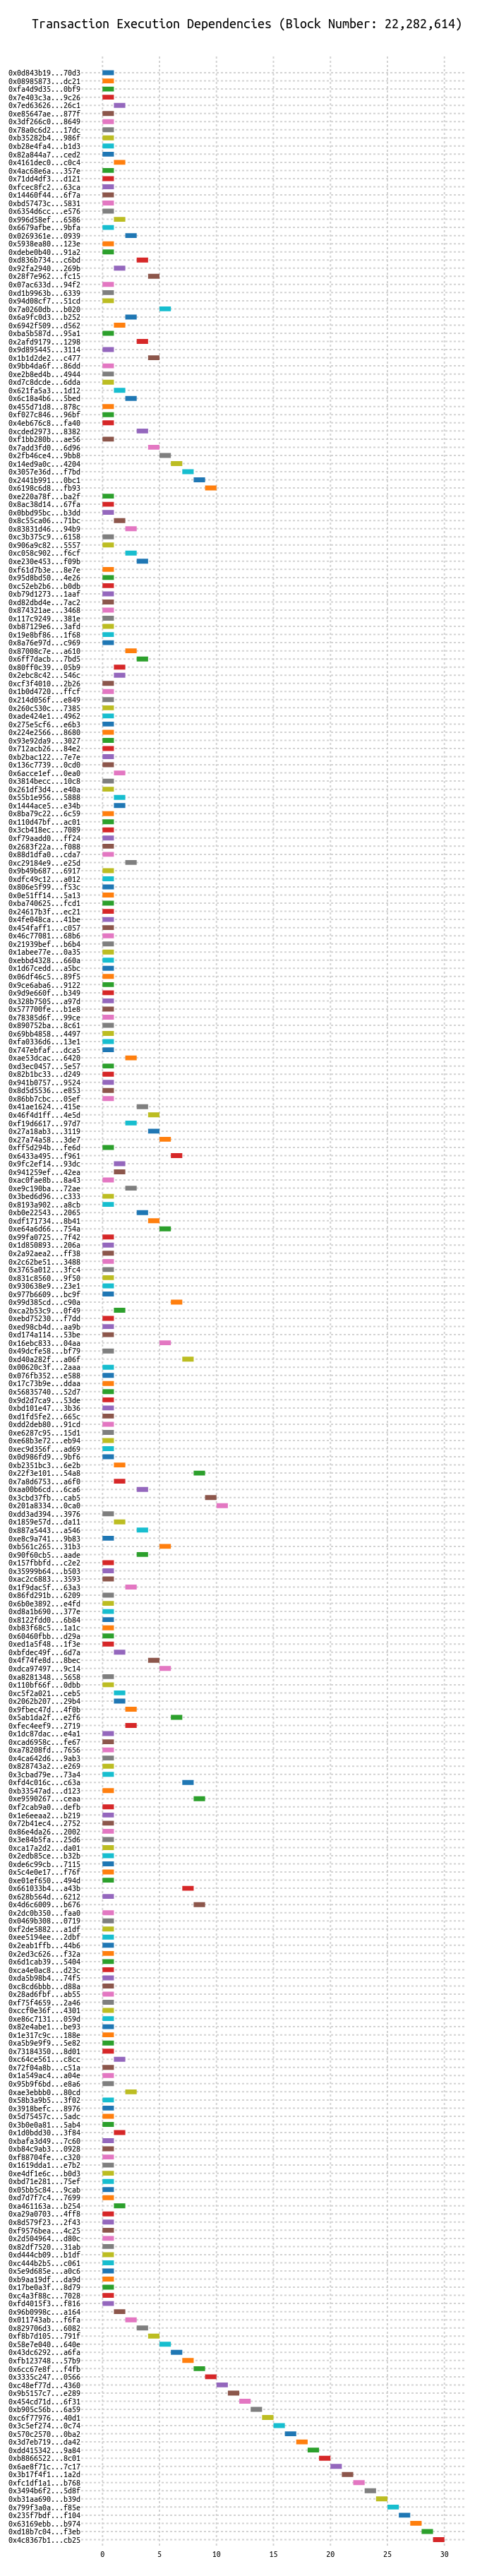 Transaction Execution Dependencies (Block Number: 22,282,614)
0x0d843b19...70d3
0x08985873...dc21
0xfa4d9d35...0bf9
0x7e403c3a...9c26
0x7ed63626...26c1
0xe85647ae...877f
0x3df266c0...8649
0x78a0c6d2...17dc
0xb35282b4...986f
0xb28e4fa4...b1d3
0x82a844a7...ced2
0x4161dec0...c0c4
0x4ac68e6a...357e
0x71dd4df3...d121
0xfcec8fc2...63ca
0x14460f44...6f7a
0xbd57473c...5831
0x6354d6cc...e576
0x996d58ef...6586
0x6679afbe...9bfa
0x0269361e...0939
0x5938ea80...123e
0xdebe0b40...91a2
0xd836b734...c6bd
0x92fa2940...269b
0x28f7e962...fc15
0x07ac633d...94f2
0xd1b9963b...6339
0x94d08cf7...51cd
0x7a0260db...b020
0x6a9fc0d3...b252
0x6942f509...d562
0xba5b587d...95a1
0x2afd9179...1298
0x9d895445...3114
0x1b1d2de2...c477
0x9bb4da6f...86dd
0xe2b8ed4b...4944
0xd7c8dcde...6dda
0x621fa5a3...1d12
0x6c18a4b6...5bed
0x455d71d8...878c
0xf027c846...96bf
0x4eb676c8...fa40
0xcded2973...8382
0xf1bb280b...ae56
0x7add3fd0...6d96
0x2fb46ce4...9bb8
0x14ed9a0c...4204
0x3057e36d...f7bd
0x2441b991...0bc1
0x6198c6d8...fb93
0xe220a78f...ba2f
0x8ac38d14...67fa
0x0bbd95bc...b3dd
0x8c55ca06...71bc
0x83831d46...94b9
0xc3b375c9...6158
0x906a9c82...5557
0xc058c902...f6cf
0xe230e453...f09b
0xf61d7b3e...8e7e
0x95d8bd50...4e26
0xc52eb2b6...b0db
0xb79d1273...1aaf
0xd82dbd4e...7ac2
0x874321ae...3468
0x117c9249...381e
0xb87129e6...3afd
0x19e8bf86...1f68
0x8a76e97d...c969
0x87008c7e...a610
0x6ff7dacb...7bd5
0x80ff0c39...05b9
0x2ebc8c42...546c
0xcf3f4010...2b26
0x1b0d4720...ffcf
0x214d056f...e849
0x260c530c...7385
0xade424e1...4962
0x275e5cf6...e6b3
0x224e2566...8680
0x93e92da9...3027
0x712acb26...84e2
0xb2bac122...7e7e
0x136c7739...0cd0
0x6acce1ef...0ea0
0x3814becc...10c8
0x261df3d4...e40a
0x55b1e956...5888
0x1444ace5...e34b
0x8ba79c22...6c59
0x110d47bf...ac01
0x3cb418ec...7089
0xf79aadd0...ff24
0x2683f22a...f088
0x88d1dfa0...cda7
0xc29184e9...e25d
0x9b49b687...6917
0xdfc49c12...a012
0x806e5f99...f53c
0x0e51ff14...5a13
0xba740625...fcd1
0x24617b3f...ec21
0x4fe048ca...41be
0x454faff1...c057
0x46c77081...68b6
0x21939bef...b6b4
0x1abee77e...0a35
0xebbd4328...660a
0x1d67cedd...a5bc
0x06df46c5...89f5
0x9ce6aba6...9122
0x9d9e660f...b349
0x328b7505...a97d
0x577700fe...b1e8
0x78385d6f...99ce
0x890752ba...8c61
0x69bb4858...4497
0xfa0336d6...13e1
0x747ebfaf...dca5
0xae53dcac...6420
0xd3ec0457...5e57
0x82b1bc33...d249
0x941b0757...9524
0x8d5d5536...e853
0x86bb7cbc...05ef
0x41ae1624...415e
0x46f4d1ff...4e5d
0xf19d6617...97d7
0x27a18ab3...3119
0x27a74a58...3de7
0xff5d294b...fe6d
0x6433a495...f961
0x9fc2ef14...93dc
0x941259ef...42ea
0xac0fae8b...8a43
0xe9c190ba...72ae
0x3bed6d96...c333
0x8193a902...a8cb
0xb0e22543...2065
0xdf171734...8b41
0xe64a6d66...754a
0x99fa0725...7f42
0x1d850893...206a
0x2a92aea2...ff38
0x2c62be51...3488
0x3765a012...3fc4
0x831c8560...9f50
0x930638e9...23e1
0x977b6609...bc9f
0x99d385cd...c90a
0xca2b53c9...0f49
0xebd75230...f7dd
0xed98cb4d...aa9b
0xd174a114...53be
0x16ebc833...04aa
0x49dcfe58...bf79
0xd40a282f...a06f
0x00620c3f...2aaa
0x076fb352...e588
0x17c73b9e...ddaa
0x56835740...52d7
0x9d2d7ca9...53de
0xbd101e47...3b36
0xd1fd5fe2...665c
0xdd2deb80...91cd
0xe6287c95...15d1
0xe68b3e72...eb94
0xec9d356f...ad69
0x0d986fd9...9bf6
0xb2351bc3...6e2b
0x22f3e101...54a8
0x7a8d6753...a6f0
0xaa00b6cd...6ca6
0x3cbd37fb...cab5
0x201a8334...0ca0
0xdd3ad394...3976
0x1859e57d...da11
0x887a5443...a546
0xe8c9a741...9b83
0xb561c265...31b3
0x90f60cb5...aade
0x157fbbfd...c2e2
0x35999b64...b503
0xac2c6883...3593
0x1f9dac5f...63a3
0x86fd291b...6209
0x6b0e3892...e4fd
0xd8a1b690...377e
0x8122fdd0...6b84
0xb83f68c5...1a1c
0x60460fbb...d29a
0xed1a5f48...1f3e
0xbfdec49f...6d7a
0x4f74fe8d...8bec
0xdca97497...9c14
0xa8281348...5658
0x110bf66f...0dbb
0xc5f2a021...ceb5
0x2062b207...29b4
0x9fbec47d...4f0b
0x5ab1da2f...e2f6
0xfec4eef9...2719
0x1dc87dac...e4a1
0xcad6958c...fe67
0xa78208fd...7656
0x4ca642d6...9ab3
0x828743a2...e269
0x3cbad79e...73a4
0xfd4c016c...c63a
0xb33547ad...d123
0xe9590267...ceaa
0xf2cab9a0...defb
0x1e6eeaa2...b219
0x72b41ec4...2752
0x86e4da26...2002
0x3e84b5fa...25d6
0xca17a2d2...da01
0x2edb85ce...b32b
0xde6c99cb...7115
0x5c4e0e17...f76f
0xe01ef650...494d
0x661033b4...a43b
0x628b564d...6212
0x4d6c6009...b676
0x2dc0b350...faa0
0x0469b308...0719
0xf2de5882...a1df
0xee5194ee...2dbf
0x2eab1ffb...44b6
0x2ed3c626...f32a
0x6d1cab39...5404
0xca4e0ac8...d23c
0xda5b98b4...74f5
0xc8cd6bbb...d88a
0x28ad6fbf...ab55
0xf75f4659...2a46
0xccf0e36f...4301
0xe86c7131...059d
0x82e4abe1...be93
0x1e317c9c...188e
0xa5b9e9f9...5e82
0x73184350...8d01
0xc64ce561...c8cc
0x72f04a8b...c51a
0x1a549ac4...a04e
0x95b9f6bd...e8a6
0xae3ebbb0...80cd
0x58b3a9b5...3f02
0x3918befc...8976
0x5d75457c...5adc
0x3b0e0a81...5ab4
0x1d0bdd30...3f84
0xbafa3d49...7c60
0xb84c9ab3...0928
0xf88704fe...c320
0x1619dda1...e7b2
0xe4df1e6c...b0d3
0xbd71e281...75ef
0x05bb5c84...9cab
0xd7d7f7c4...7699
0xa461163a...b254
0xa29a0703...4ff8
0x8d579f23...2f43
0xf9576bea...4c25
0x2d504964...d80c
0x82df7520...31ab
0xd444cb09...b1df
0xc444b2b5...c061
0x5e9d685e...a0c6
0xb9aa19df...da9d
0x17be0a3f...8d79
0xc4a3f88c...7028
0xfd4015f3...f816
0x96b0998c...a164
0x011743ab...f6fa
0x829706d3...6082
0xf8b7d105...791f
0x58e7e040...640e
0x43dc6292...a6fa
0xfb123748...57b9
0x6cc67e8f...f4fb
0x3335c247...0566
0xc48ef77d...4360
0x9b5157c7...e289
0x454cd71d...6f31
0xb905c56b...6a59
0xc6f77976...40d1
0x3c5ef274...0c74
0x570c2570...0ba2
0x3d7eb719...da42
0xdd415342...9a84
0xb8866522...8c01
0x6ae8f71c...7c17
0x3b17f4f1...1a2d
0xfc1df1a1...b768
0x3494b6f2...5d8f
0xb31aa690...b39d
0x799f3a0a...f85e
0x235f7bdf...f104
0x63169ebb...b974
0xd18b7c04...f3eb
0x4c8367b1...cb25
0 5 10 15 20 25 30